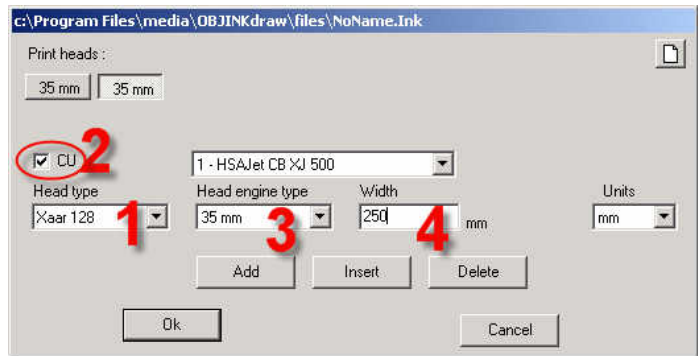 c:\Program Files\media\OBJINKdraw\files\NoName.Ink
Print heads :
35 mm 35 mm
CU 2 1 - HSAJet CB XJ 500
Head type Head engine type Width Units
Xaar 128 1 35 mm 3 250 4 mm mm
Add Insert Delete
Ok Cancel